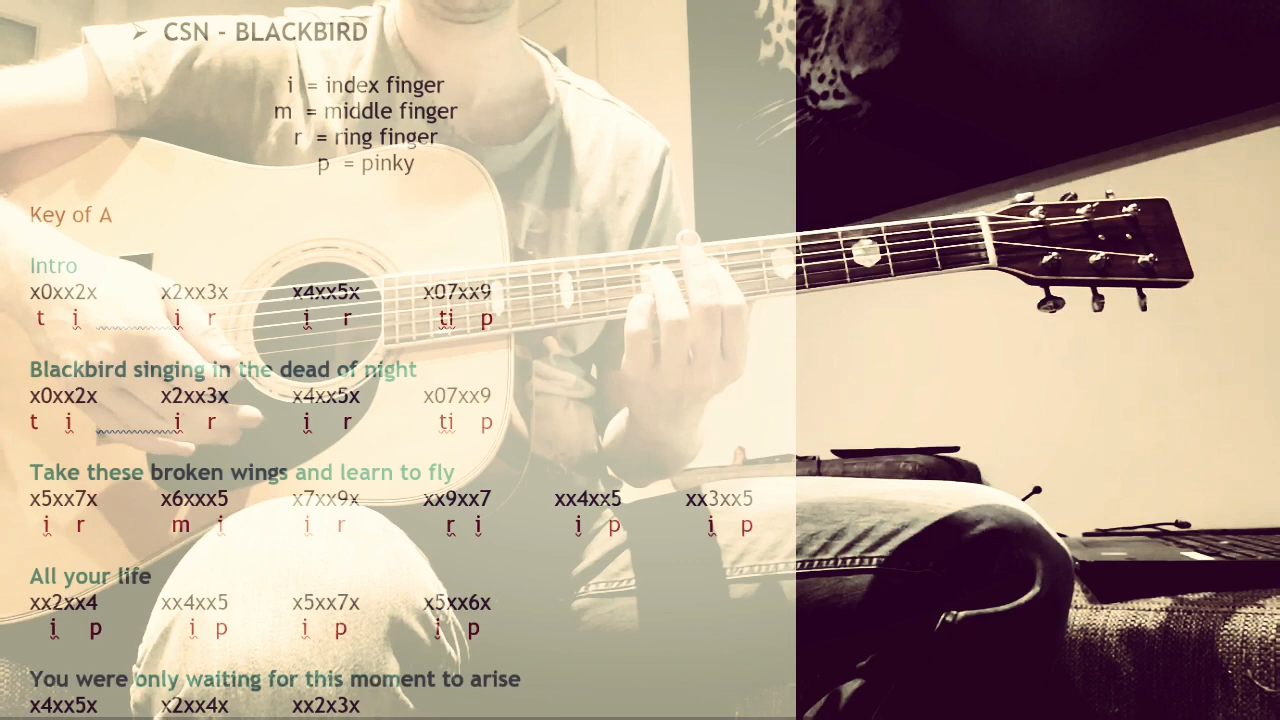 ➢ CSN - BLACKBIRD
i = index finger
m = middle finger
r = ring finger
p = pinky
Key of A
Intro
x0xx2x x2xx3x x4xx5x x07xx9
t i i r i r ti p
Blackbird singing in the dead of night
x0xx2x x2xx3x x4xx5x x07xx9
t i i r i r ti p
Take these broken wings and learn to fly
x5xx7x x6xxx5 x7xx9x xx9xx7 xx4xx5 xx3xx5
i r m i i r r i i p i p
All your life
xx2xx4 xx4xx5 x5xx7x x5xx6x
i p i p i p i p
You were only waiting for this moment to arise
x4xx5x x2xx4x xx2x3x